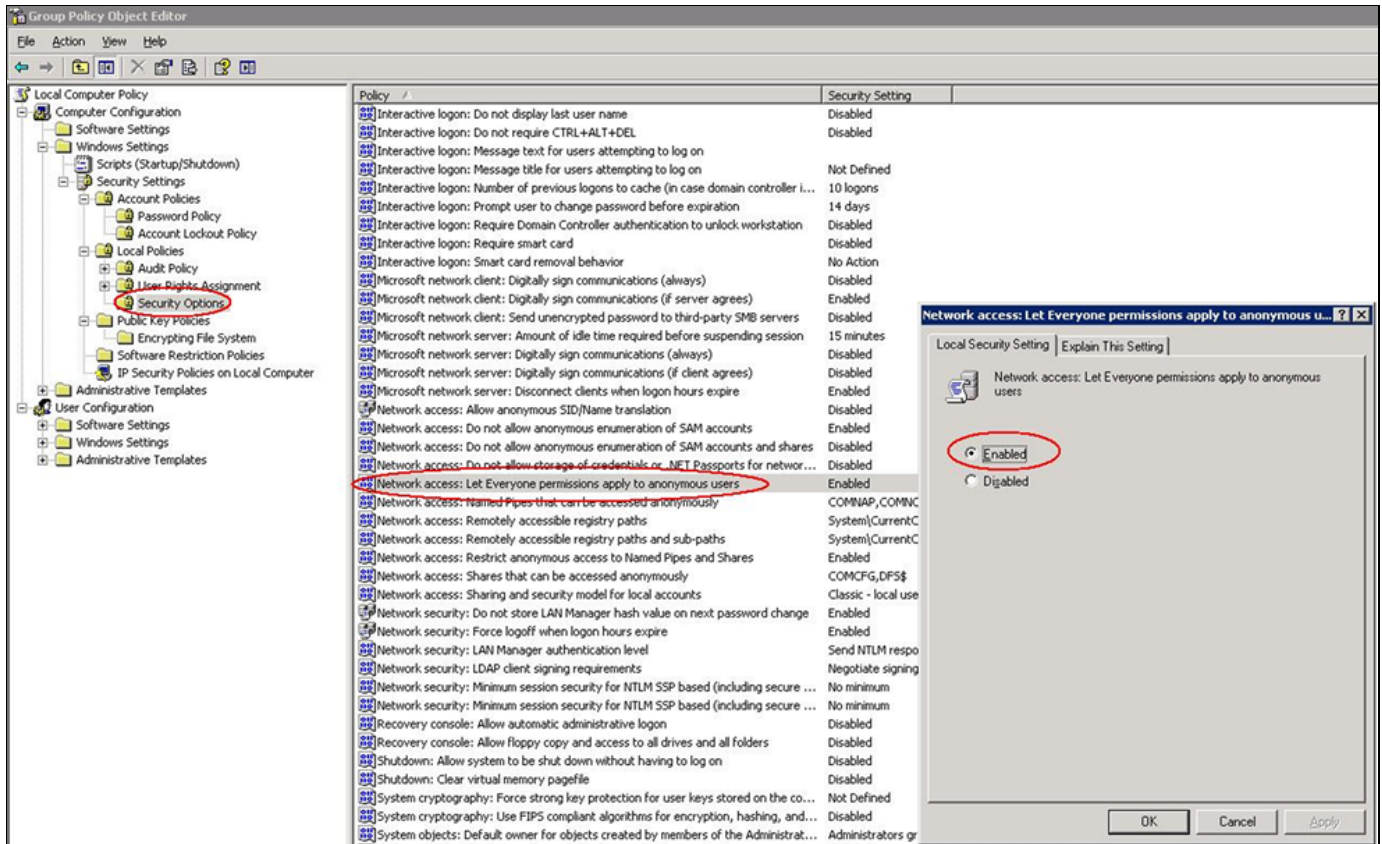 Group Policy Object Editor
File Action View Help
Local Computer Policy
Computer Configuration
Software Settings
Windows Settings
Scripts (Startup/Shutdown)
Security Settings
Account Policies
Password Policy
Account Lockout Policy
Local Policies
Audit Policy
User Rights Assignment
Security Options
Public Key Policies
Encrypting File System
Software Restriction Policies
IP Security Policies on Local Computer
Administrative Templates
User Configuration
Software Settings
Windows Settings
Administrative Templates
Policy Security Setting
Interactive logon: Do not display last user name Disabled
Interactive logon: Do not require CTRL+ALT+DEL Disabled
Interactive logon: Message text for users attempting to log on
Interactive logon: Message title for users attempting to log on Not Defined
Interactive logon: Number of previous logons to cache (in case domain controller i... 10 logons
Interactive logon: Prompt user to change password before expiration 14 days
Interactive logon: Require Domain Controller authentication to unlock workstation Disabled
Interactive logon: Require smart card Disabled
Interactive logon: Smart card removal behavior No Action
Microsoft network client: Digitally sign communications (always) Disabled
Microsoft network client: Digitally sign communications (if server agrees) Enabled
Microsoft network client: Send unencrypted password to third-party SMB servers Disabled
Microsoft network server: Amount of idle time required before suspending session 15 minutes
Microsoft network server: Digitally sign communications (always) Disabled
Microsoft network server: Digitally sign communications (if client agrees) Disabled
Microsoft network server: Disconnect clients when logon hours expire Enabled
Network access: Allow anonymous SID/Name translation Disabled
Network access: Do not allow anonymous enumeration of SAM accounts Enabled
Network access: Do not allow anonymous enumeration of SAM accounts and shares Disabled
Network access: Do not allow storage of credentials or .NET Passports for networ... Disabled
Network access: Let Everyone permissions apply to anonymous users Enabled
Network access: Named Pipes that can be accessed anonymously COMNAP,COMNC
Network access: Remotely accessible registry paths System\CurrentC
Network access: Remotely accessible registry paths and sub-paths System\CurrentC
Network access: Restrict anonymous access to Named Pipes and Shares Enabled
Network access: Shares that can be accessed anonymously COMCFG,DFS$
Network access: Sharing and security model for local accounts Classic - local use
Network security: Do not store LAN Manager hash value on next password change Enabled
Network security: Force logoff when logon hours expire Enabled
Network security: LAN Manager authentication level Send NTLM respo
Network security: LDAP client signing requirements Negotiate signing
Network security: Minimum session security for NTLM SSP based (including secure ... No minimum
Network security: Minimum session security for NTLM SSP based (including secure ... No minimum
Recovery console: Allow automatic administrative logon Disabled
Recovery console: Allow floppy copy and access to all drives and all folders Disabled
Shutdown: Allow system to be shut down without having to log on Disabled
Shutdown: Clear virtual memory pagefile Disabled
System cryptography: Force strong key protection for user keys stored on the co... Not Defined
System cryptography: Use FIPS compliant algorithms for encryption, hashing, and... Disabled
System objects: Default owner for objects created by members of the Administrat... Administrators gr
Network access: Let Everyone permissions apply to anonymous u...
Local Security Setting Explain This Setting
Network access: Let Everyone permissions apply to anonymous
users
Enabled
Disabled
OK Cancel Apply